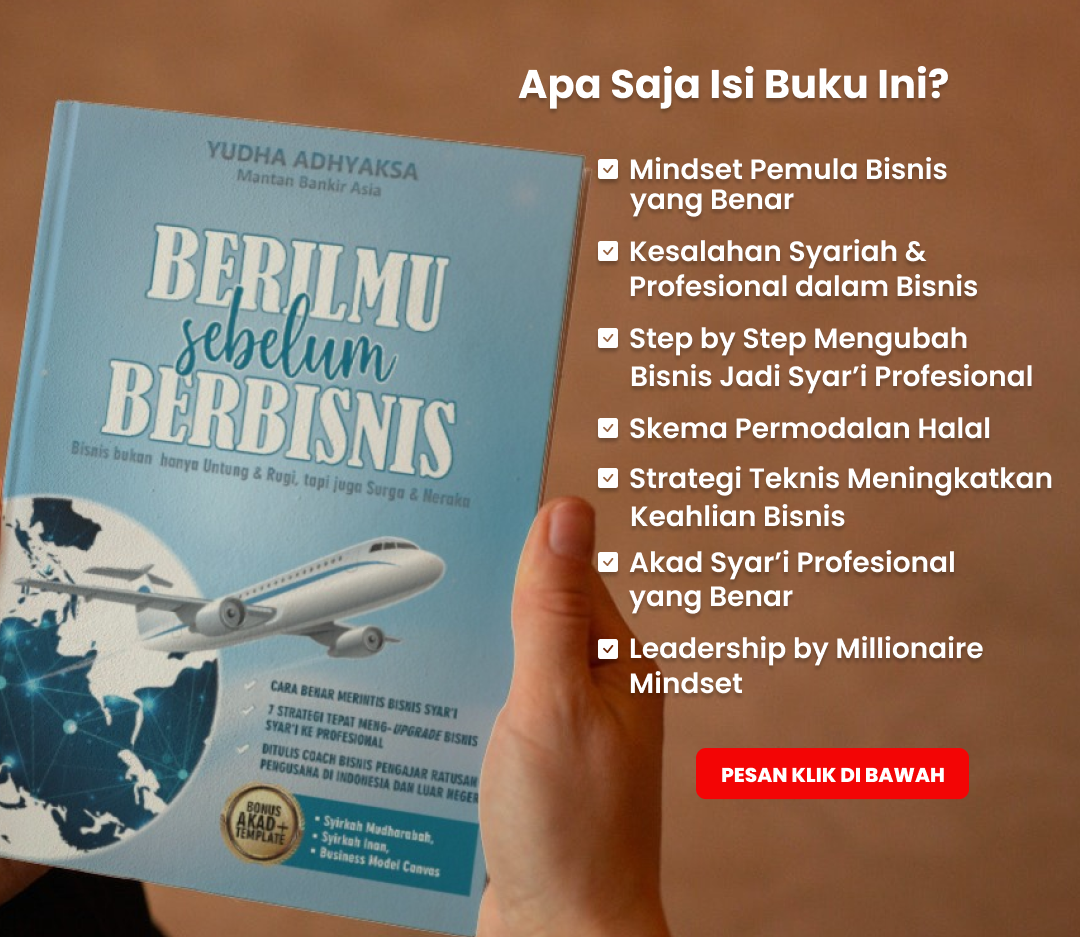 Apa Saja Isi Buku Ini?
YUDHA ADHYAKSA
Mantan Bankir Asia
BERILMU
sebelum
BERBISNIS
Bisnis bukan hanya Untung & Rugi, tapi juga Surga & Neraka
CARA BENAR MERINTIS BISNIS SYAR'I
7 STRATEGI TEPAT MENG-UPGRADE BISNIS
SYAR'I KE PROFESIONAL
DITULIS COACH BISNIS PENGAJAR RATUSAN
PENGUSAHA DI INDONESIA DAN LUAR NEGER
BONUS
AKAD+
TEMPLATE
• Syirkah Mudharabah,
• Syirkah Inan,
• Business Model Canvas
Mindset Pemula Bisnis
yang Benar
Kesalahan Syariah &
Profesional dalam Bisnis
Step by Step Mengubah
Bisnis Jadi Syar’i Profesional
Skema Permodalan Halal
Strategi Teknis Meningkatkan
Keahlian Bisnis
Akad Syar’i Profesional
yang Benar
Leadership by Millionaire
Mindset
PESAN KLIK DI BAWAH